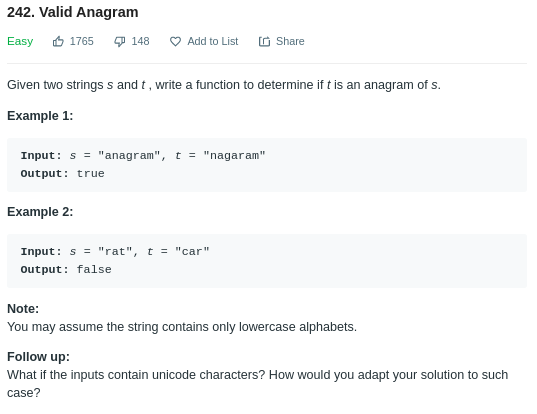 242. Valid Anagram
Easy 1765 148 Add to List Share
Given two strings s and t , write a function to determine if t is an anagram of s.
Example 1:
Input: s = "anagram", t = "nagaram"
Output: true
Example 2:
Input: s = "rat", t = "car"
Output: false
Note:
You may assume the string contains only lowercase alphabets.
Follow up:
What if the inputs contain unicode characters? How would you adapt your solution to such
case?